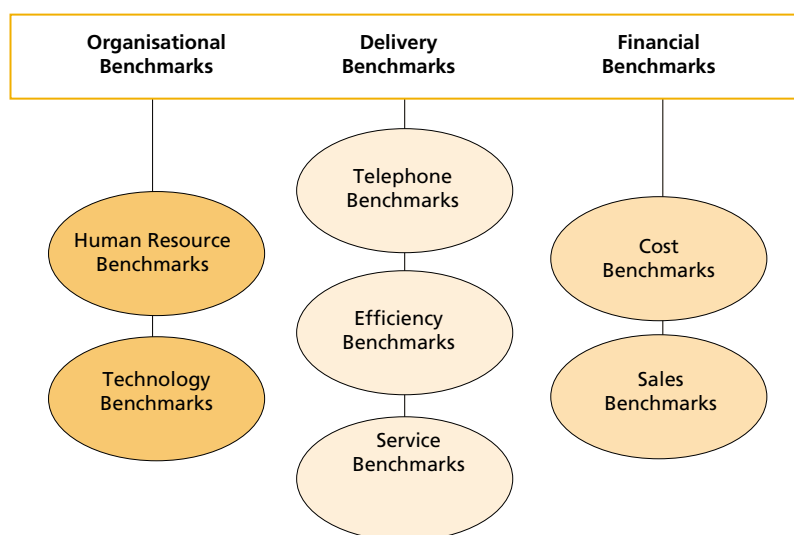 Organisational
Benchmarks
Delivery
Benchmarks
Financial
Benchmarks
Human Resource
Benchmarks
Technology
Benchmarks
Telephone
Benchmarks
Efficiency
Benchmarks
Service
Benchmarks
Cost
Benchmarks
Sales
Benchmarks